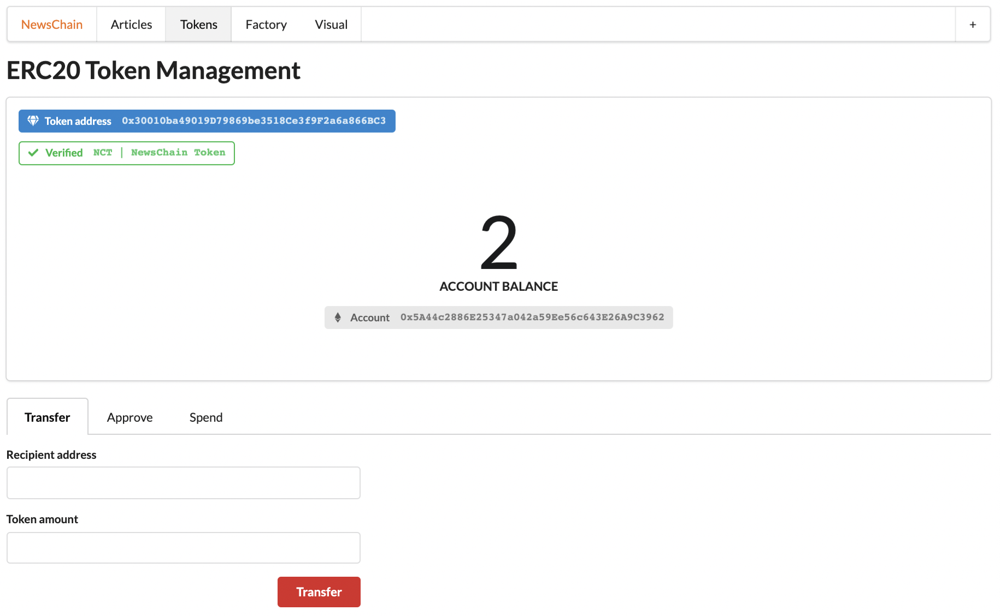 NewsChain Articles Tokens Factory Visual +
ERC20 Token Management
Token address 0x30010ba49019D79869be3518Ce3f9F2a6a866BC3
Verified NCT | NewsChain Token
2
ACCOUNT BALANCE
Account 0x5A44c2886E25347a042a59Ee56c643E26A9C3962
Transfer Approve Spend
Recipient address
Token amount
Transfer